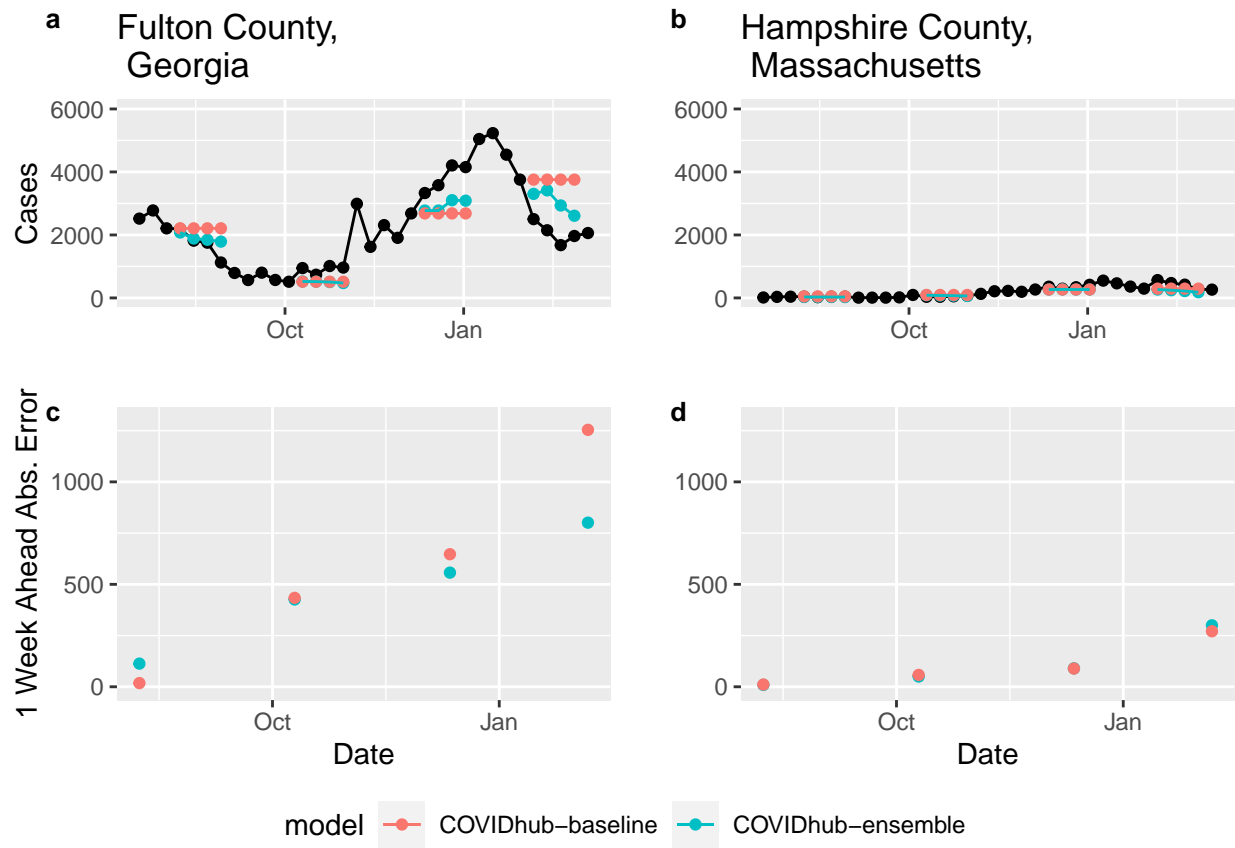 a
Fulton County,
Georgia
b
Hampshire County,
Massachusetts
Cases
6000
4000
2000
0
Oct
Jan
6000
4000
2000
0
Oct
Jan
c
1 Week Ahead Abs. Error
1000
500
0
Oct
Jan
Date
d
1000
500
0
Oct
Jan
Date
model COVIDhub−baseline COVIDhub−ensemble